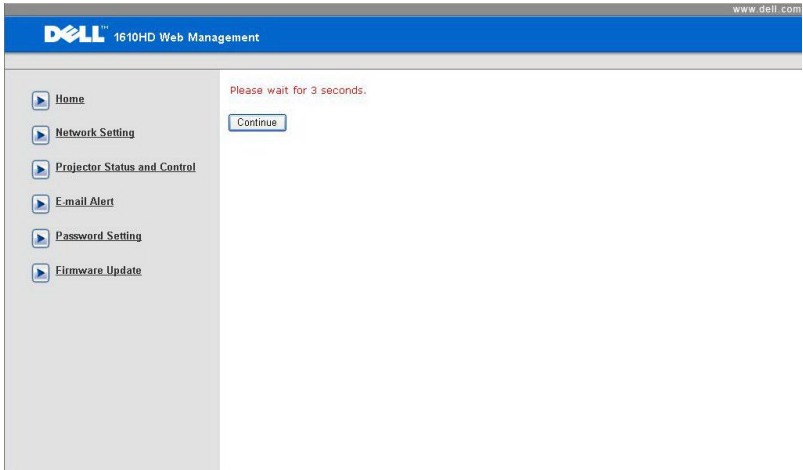 www.dell.com
DELL™ 1610HD Web Management
Home
Network Setting
Projector Status and Control
E-mail Alert
Password Setting
Firmware Update
Please wait for 3 seconds.
Continue